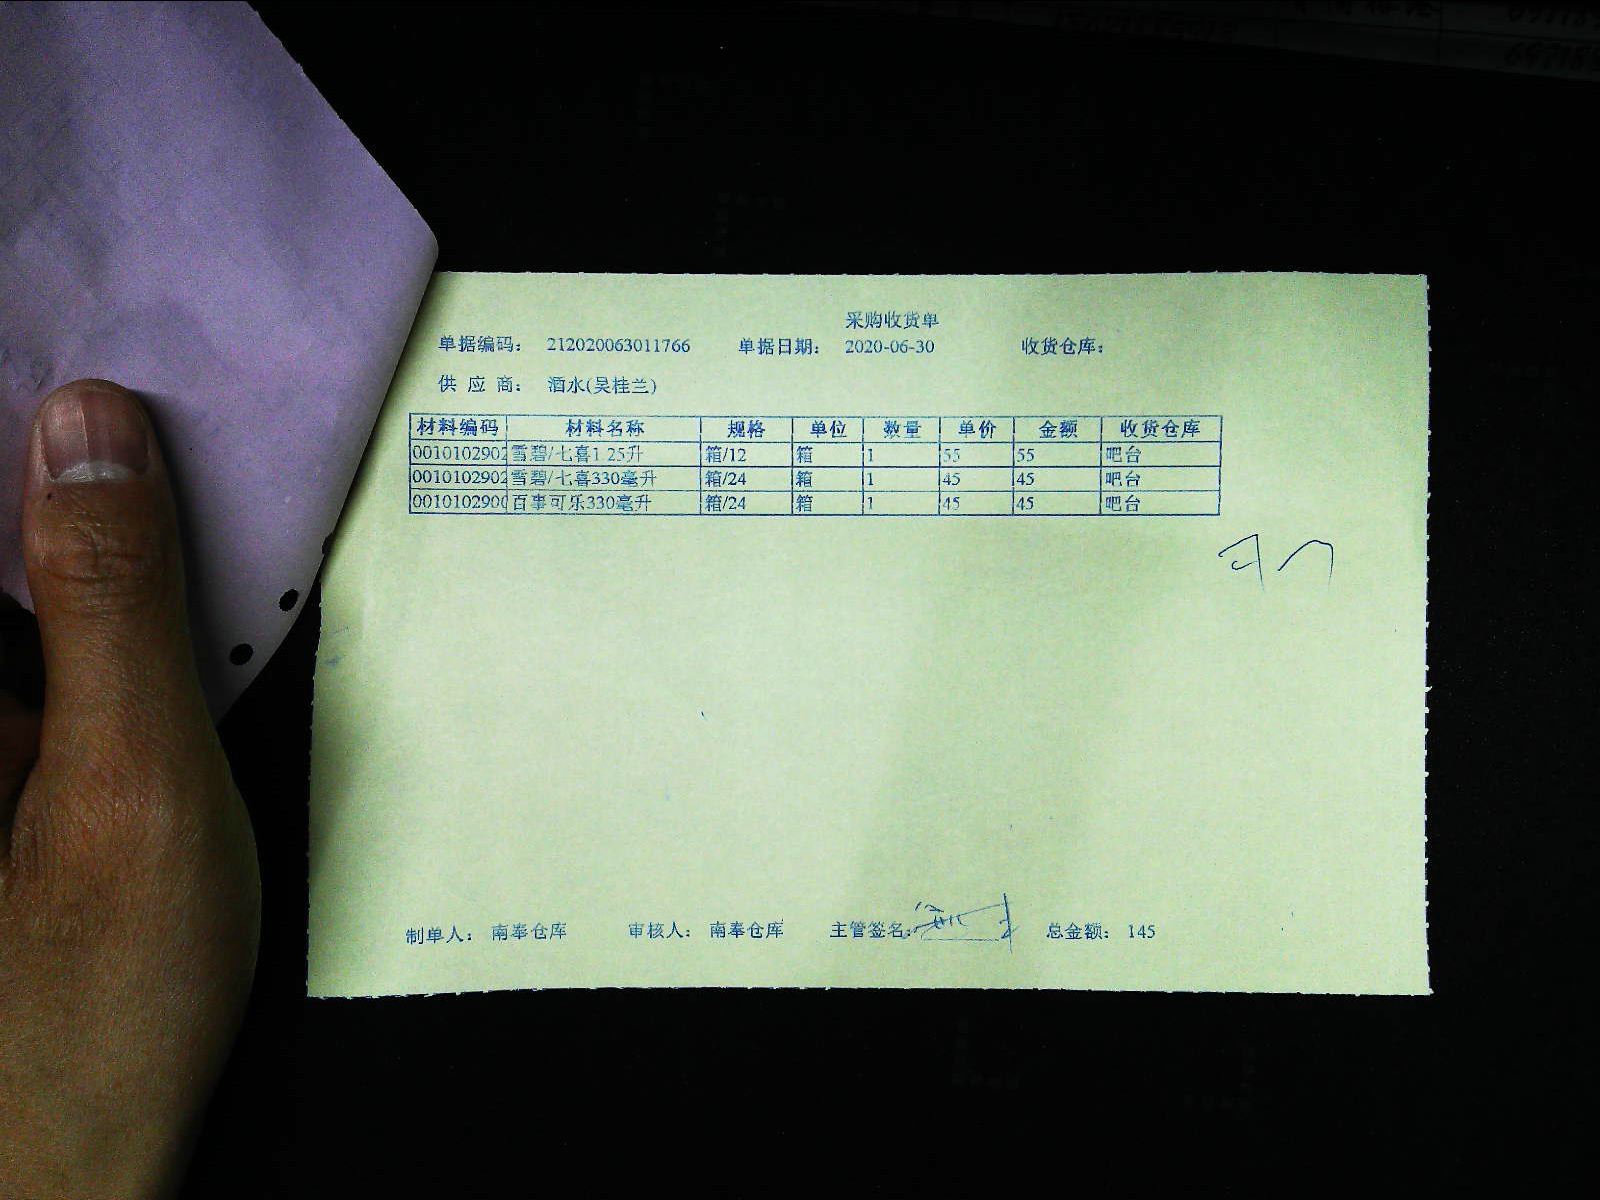 采购收货单
单据编码: 212020063011766 单据日期: 2020-06-30 收货仓库:
供 应 商: 酒水(吴桂兰)
材料编码 材料名称 规格 单位 数量 单价 金额 收货仓库
0010102902 雪碧/七喜1.25升 箱/12 箱 1 55 55 吧台
0010102902 雪碧/七喜330毫升 箱/24 箱 1 45 45 吧台
0010102900 百事可乐330毫升 箱/24 箱 1 45 45 吧台
制单人: 南奉仓库 审核人: 南奉仓库 主管签名: 总金额: 145